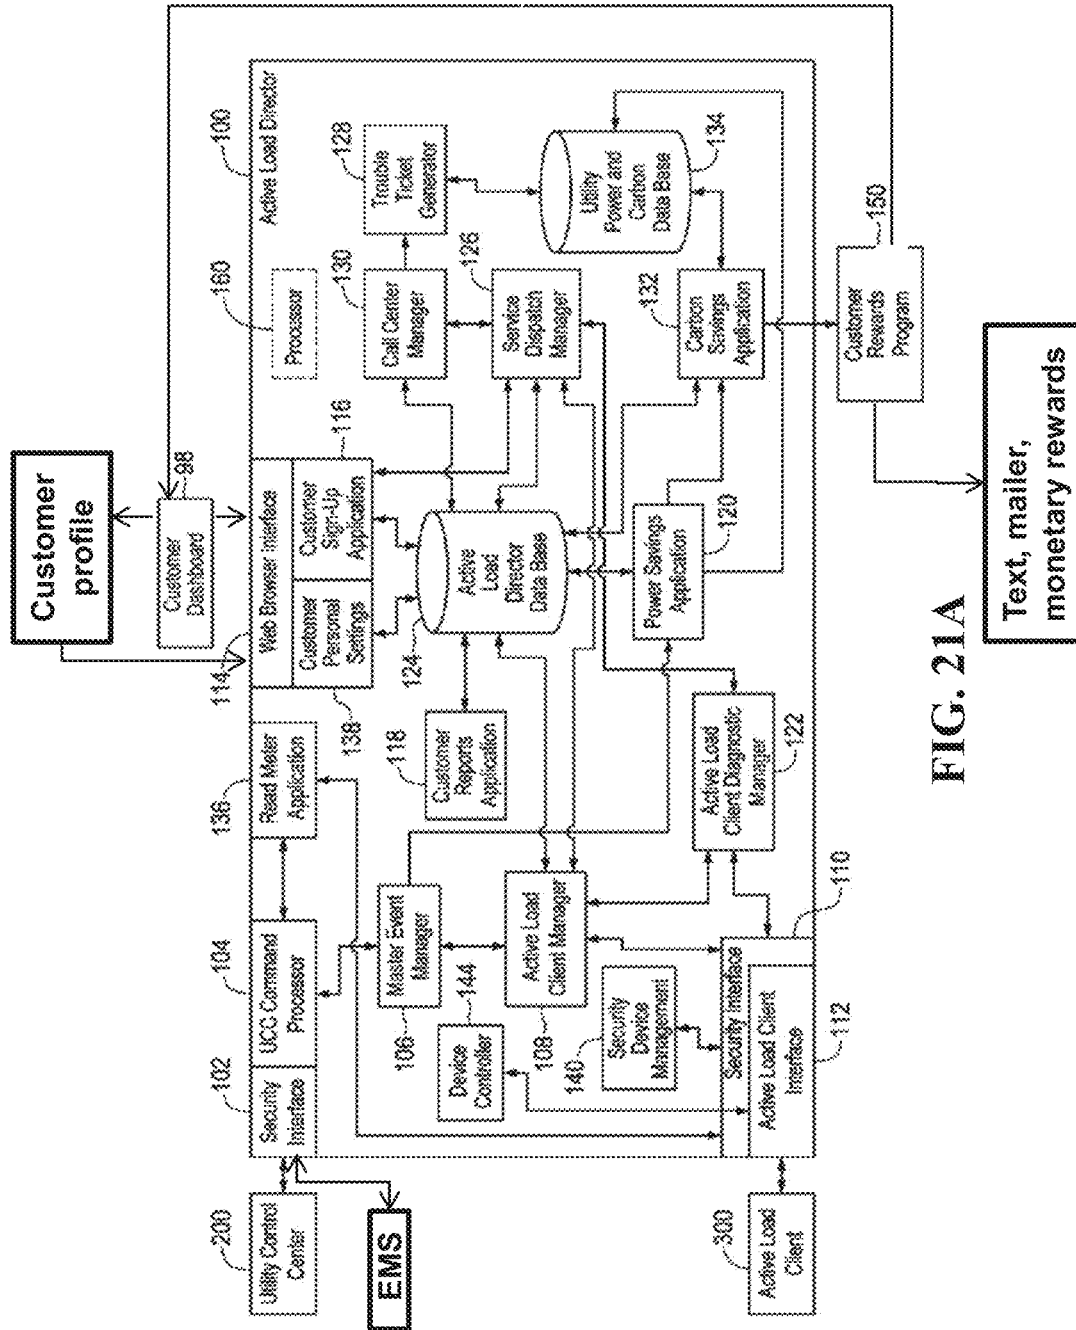 Customer
profile
98
Customer
Dashboard
100
Active Load Director
160
Processor
114
Web Browser Interface
Customer
Personal
Settings
138
Customer
Sign-Up
Application
116
136
Read Meter
Application
104
UCC Command
Processor
102
Security
Interface
200
Utility Control
Center
EMS
130
Call Center
Manager
128
Trouble
Ticket
Generator
126
Service
Dispatch
Manager
Utility
Power and
Carbon
Data Base
134
124
Active
Load
Director
Data Base
118
Customer
Reports
Application
Master Event
Manager
106
144
Device
Controller
Active Load
Client Manager
108
140
Security
Device
Management
Power Savings
Application
120
132
Carbon
Savings
Application
Active Load
Client Diagnostic
Manager
122
110
Security Interface
Active Load Client
Interface
112
300
Active Load
Client
150
Customer
Rewards
Program
Text, mailer,
monetary rewards
FIG. 21A